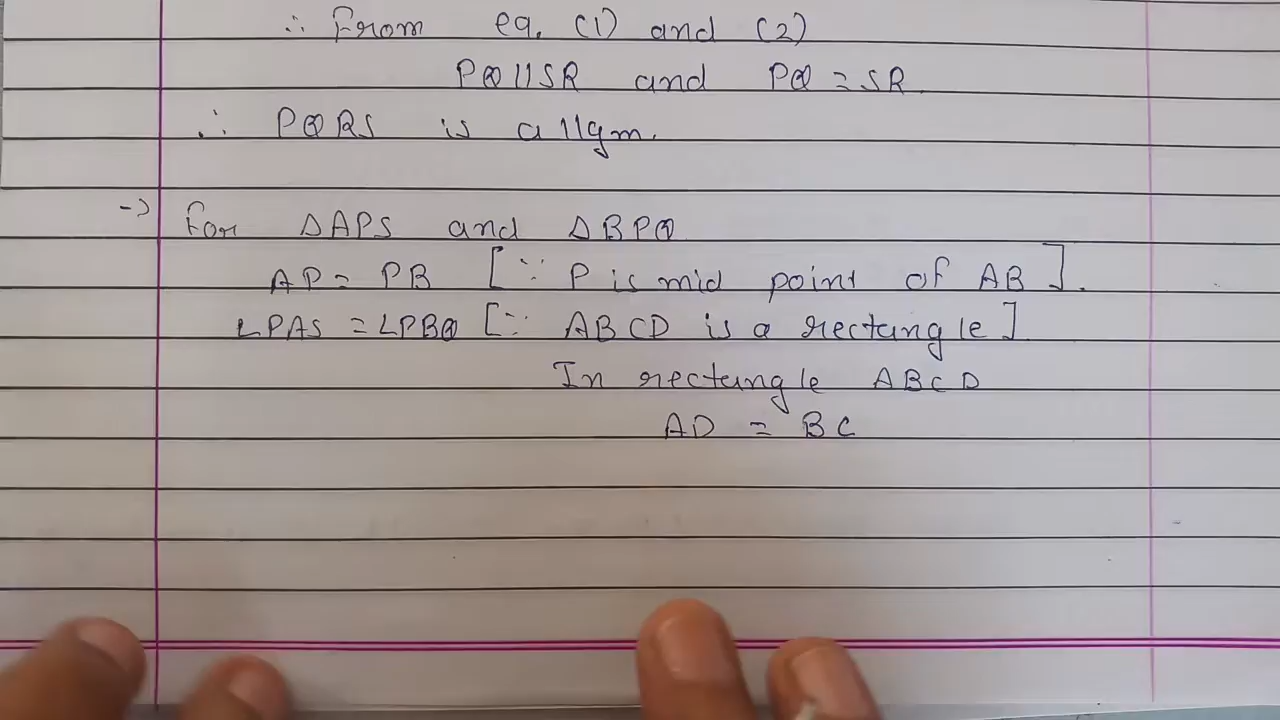 ∴ From eq. (1) and (2)
PQ||SR and PQ = SR
∴ PQRS is a ||gm.
→ For ΔAPS and ΔBPQ
AP = PB [∵ P is mid point of AB].
∠PAS = ∠PBQ [∵ ABCD is a rectangle]
In rectangle ABCD
AD = BC